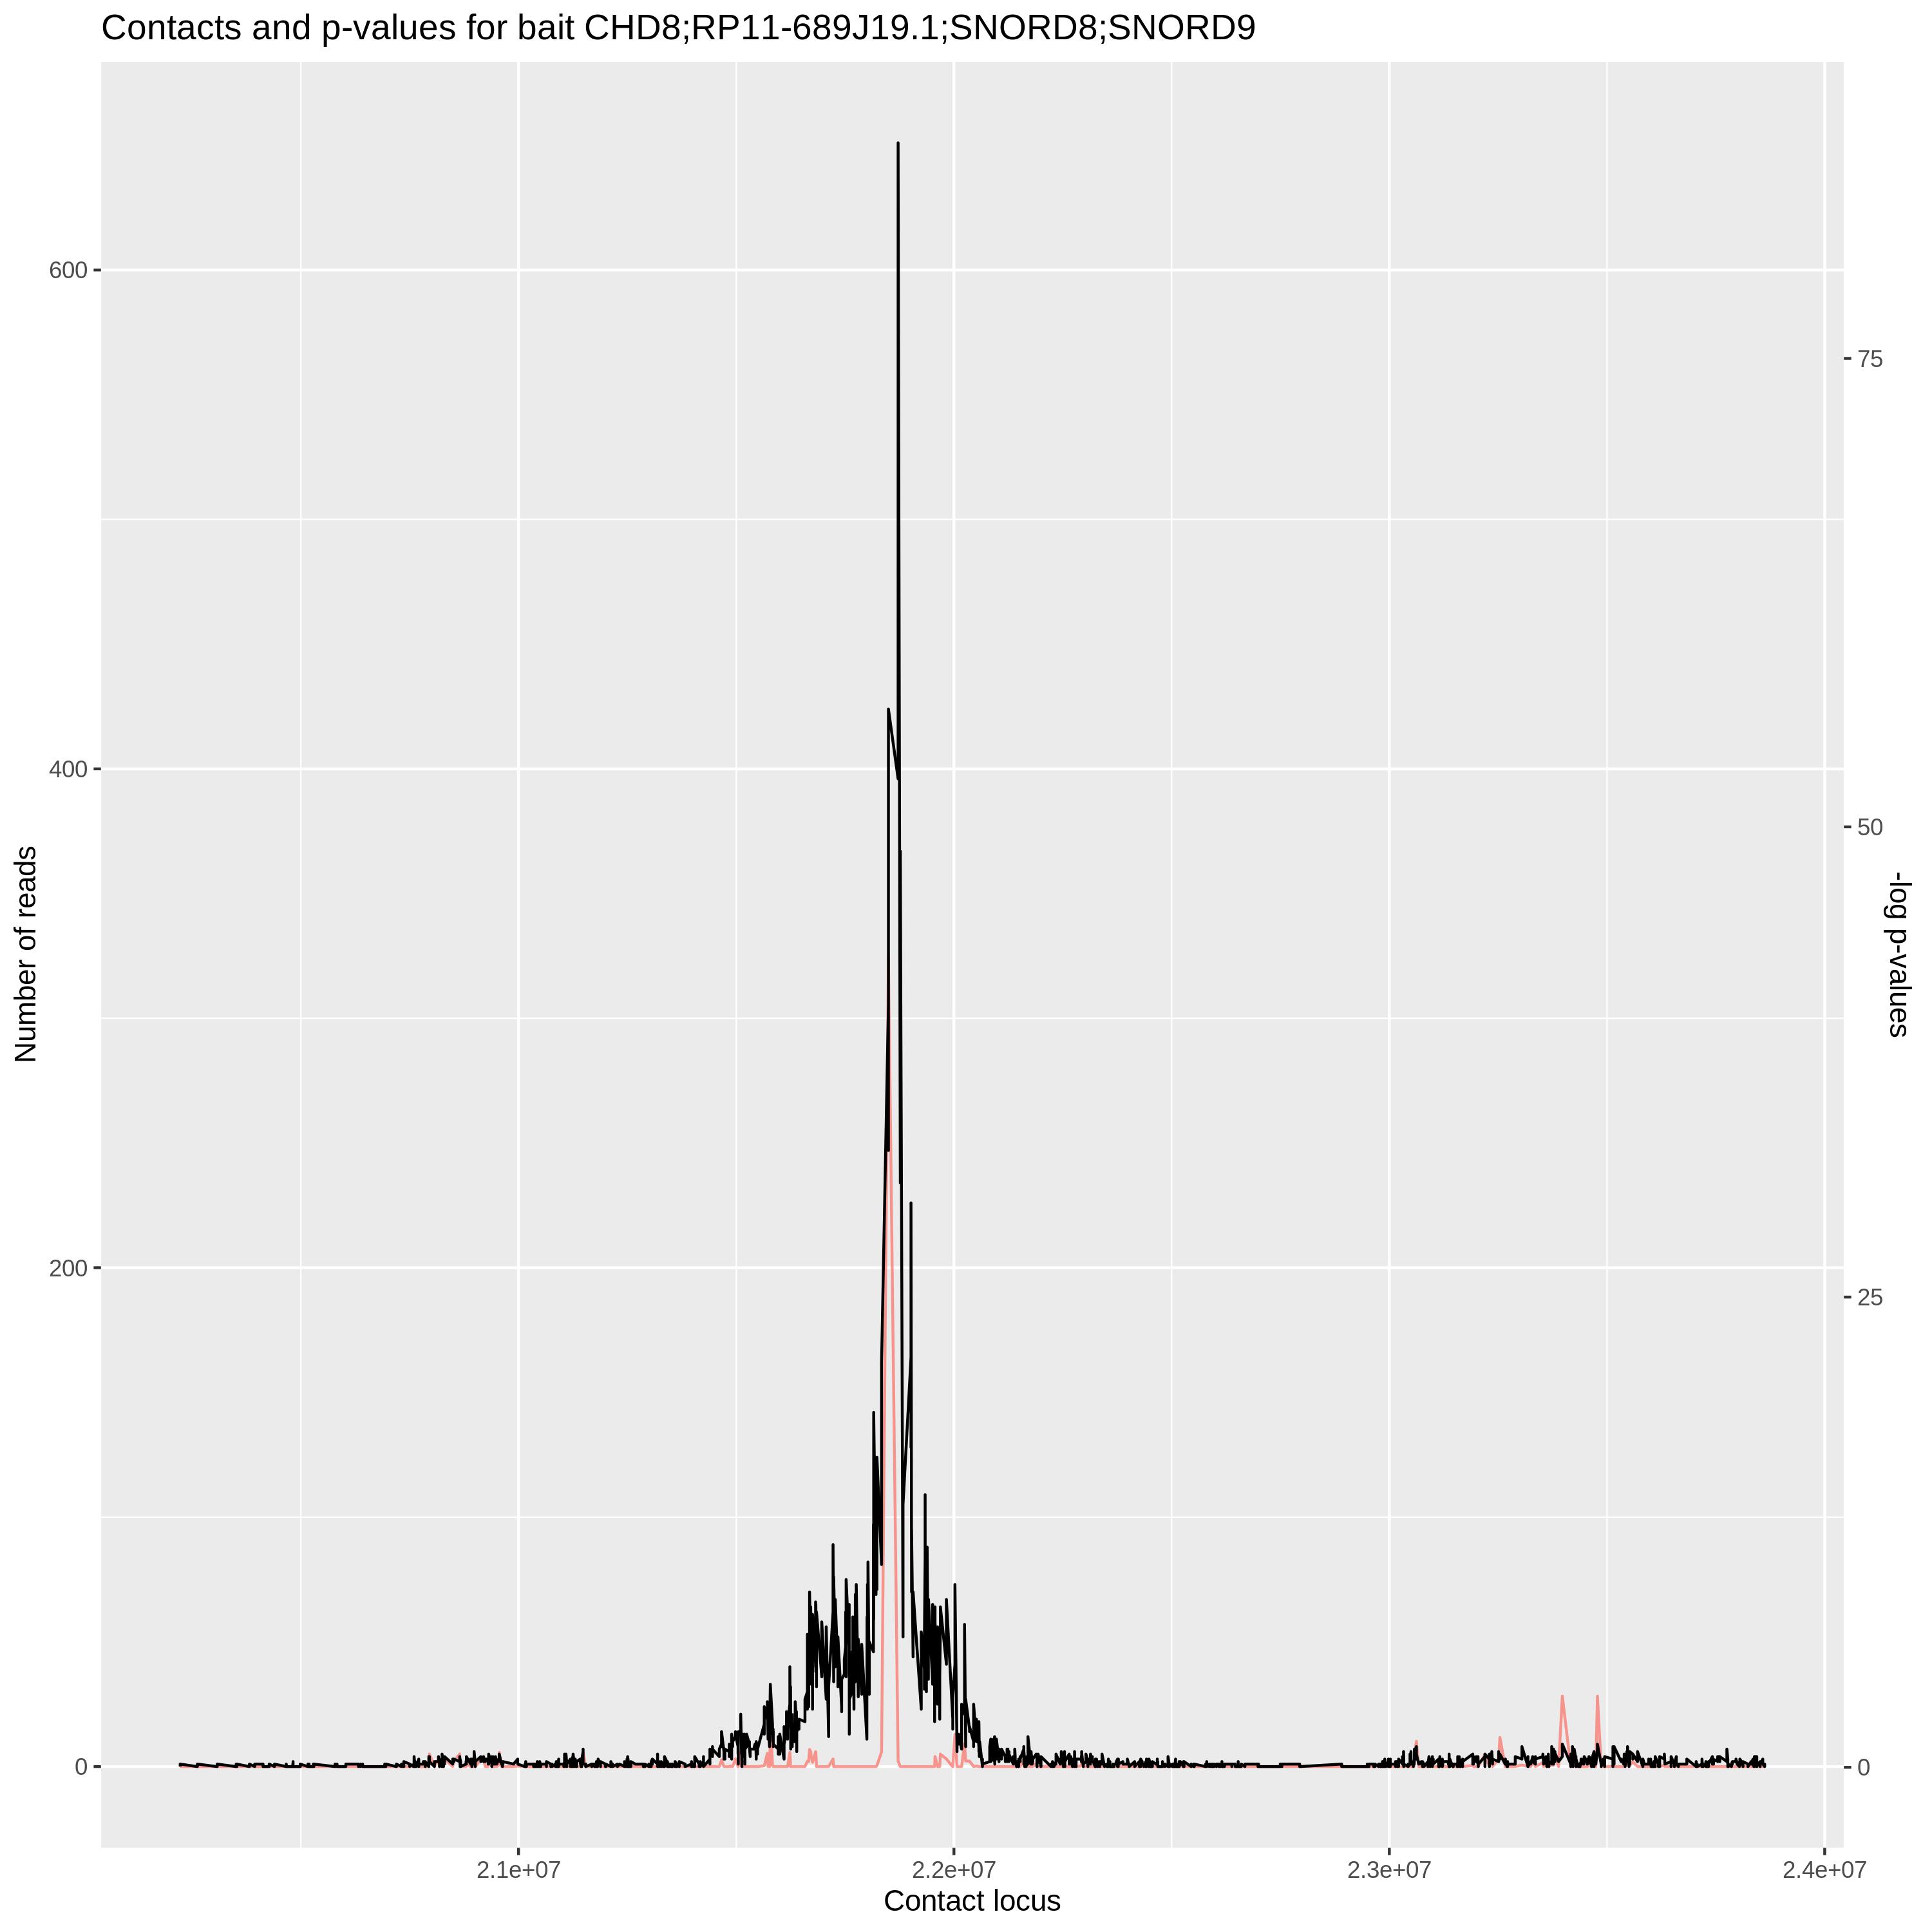 Contacts and p-values for bait CHD8;RP11-689J19.1;SNORD8;SNORD9
600
400
200
0
75
50
25
0
Number of reads
-log p-values
2.1e+07 2.2e+07 2.3e+07 2.4e+07
Contact locus